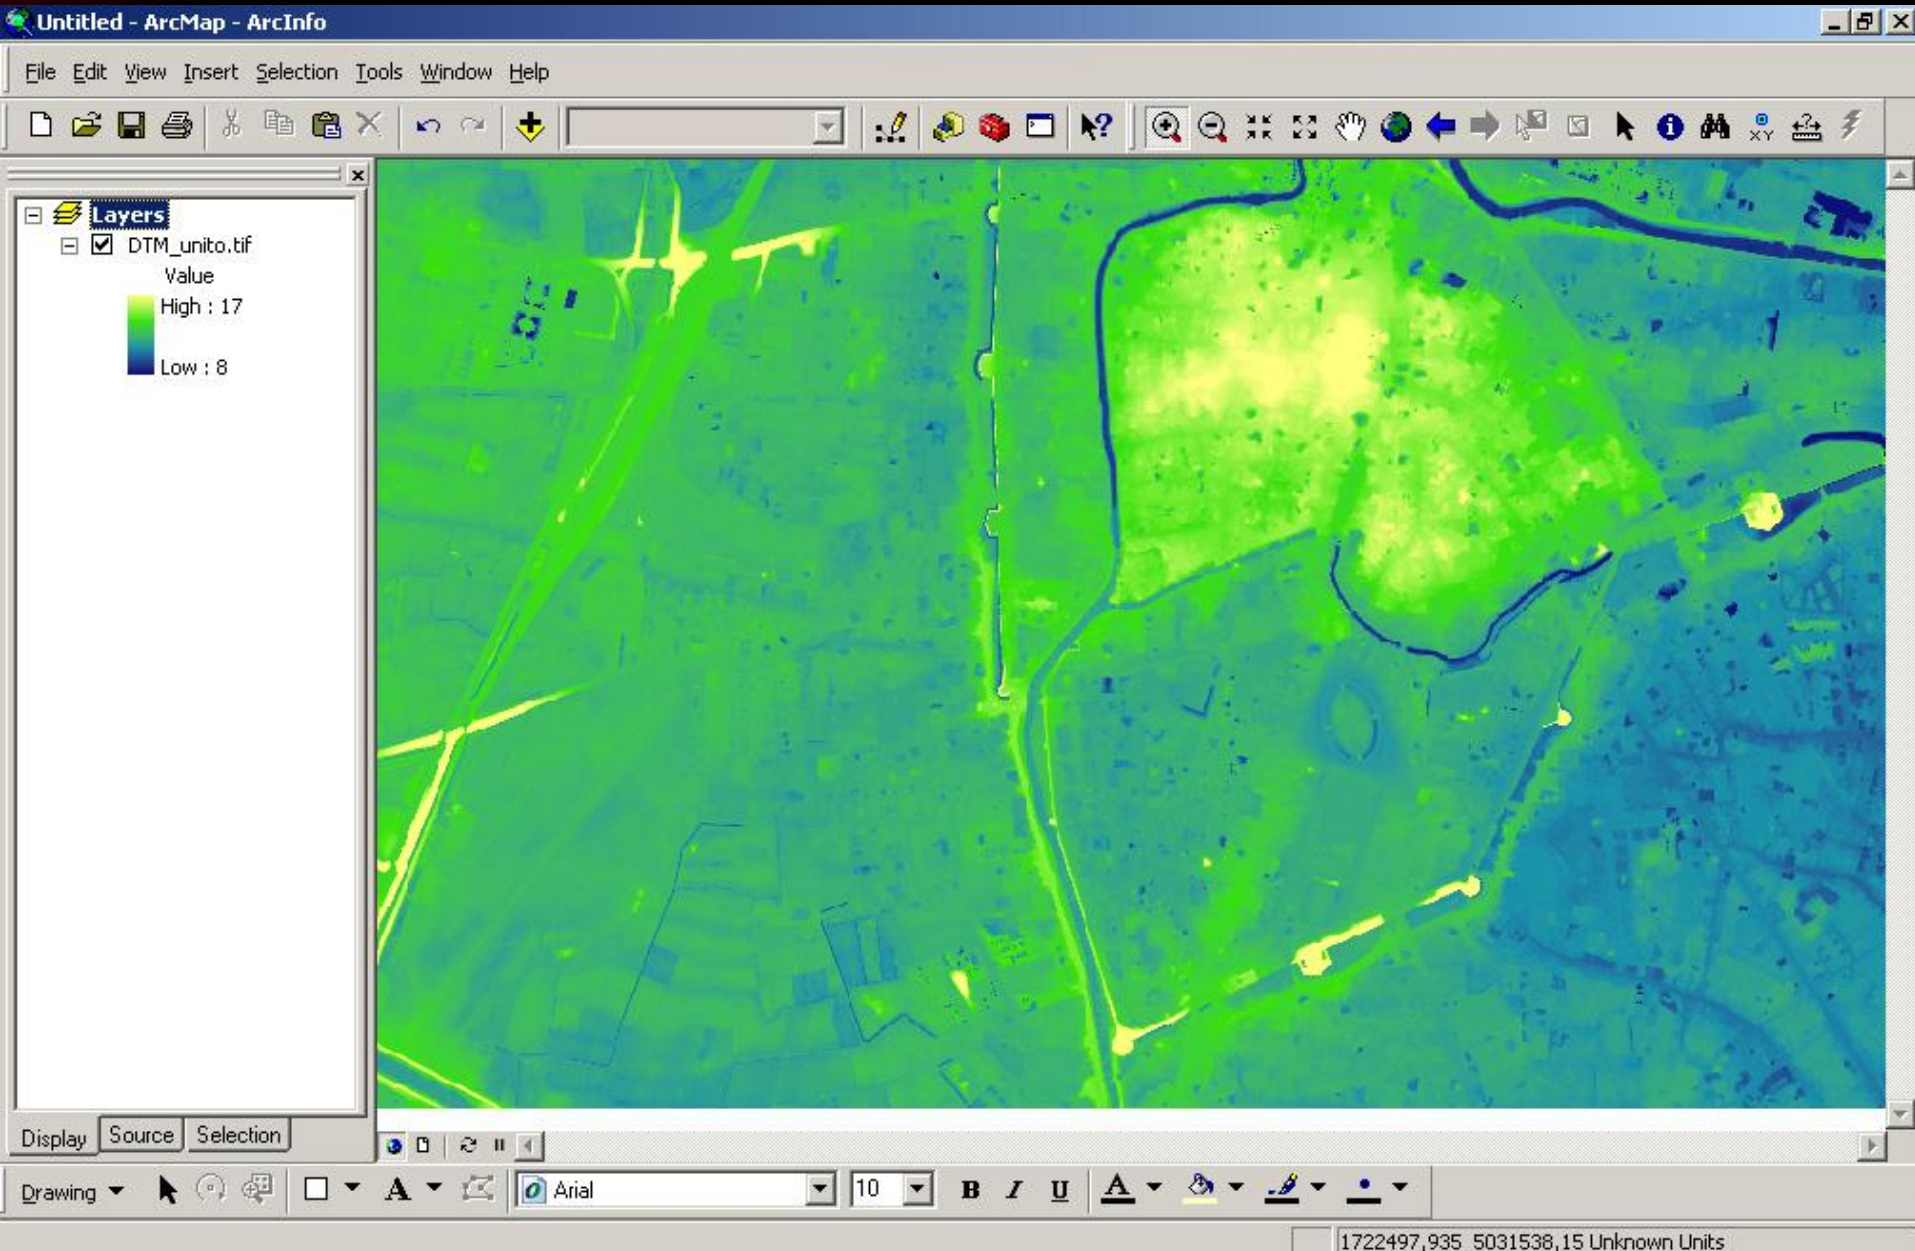 Untitled - ArcMap - ArcInfo
File Edit View Insert Selection Tools Window Help
XY
Layers
DTM_unito.tif
Value
High : 17
Low : 8
Display Source Selection
Drawing A Arial 10 B I U A
1722497,935 5031538,15 Unknown Units